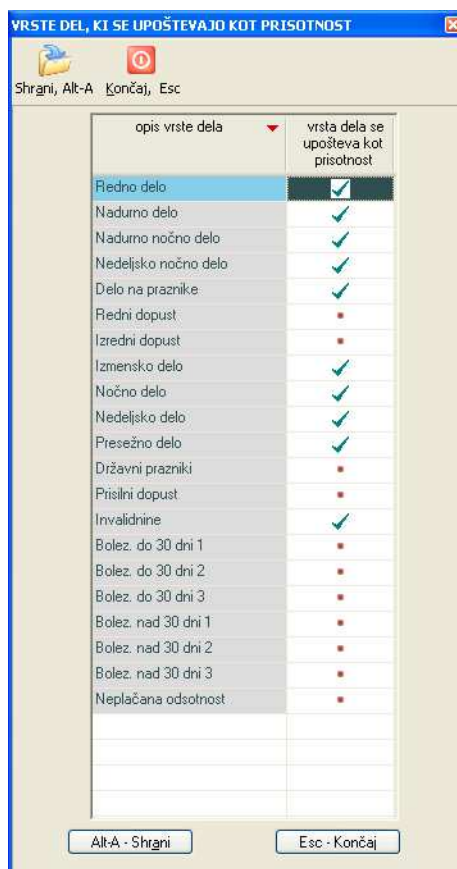 VRSTE DEL, KI SE UPOŠTEVAJO KOT PRISOTNOST
Shrani, Alt-A Končaj, Esc
opis vrste dela
vrsta dela se
upošteva kot
prisotnost
Redno delo
Nadurno delo
Nadurno nočno delo
Nedeljsko nočno delo
Delo na praznike
Redni dopust
Izredni dopust
Izmensko delo
Nočno delo
Nedeljsko delo
Presežno delo
Državni prazniki
Prisilni dopust
Invalidnine
Bolez. do 30 dni 1
Bolez. do 30 dni 2
Bolez. do 30 dni 3
Bolez. nad 30 dni 1
Bolez. nad 30 dni 2
Bolez. nad 30 dni 3
Neplačana odsotnost
Alt-A - Shrani Esc - Končaj